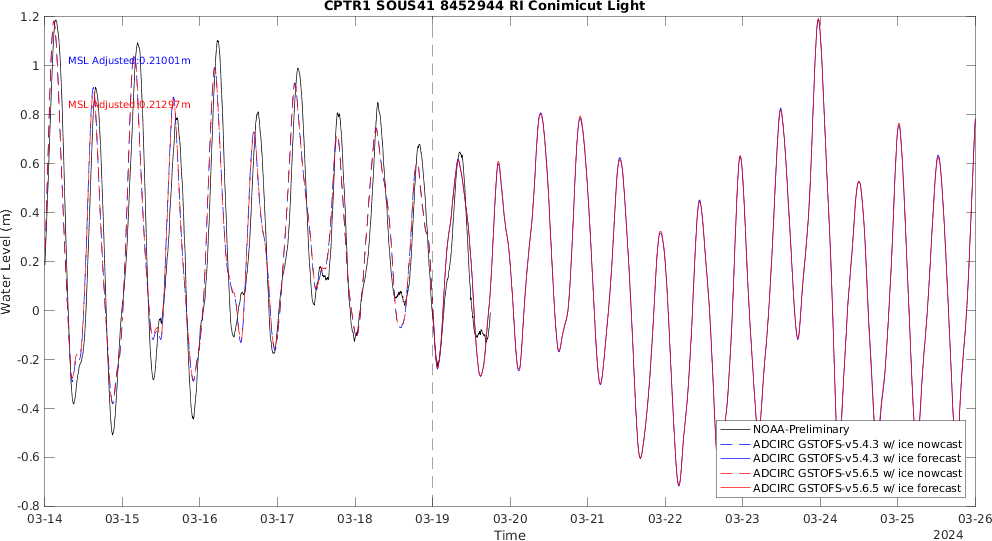 CPTR1 SOUS41 8452944 RI Conimicut Light
1.2
1
0.8
0.6
0.4
0.2
0
-0.2
-0.4
-0.6
-0.8
Water Level (m)
MSL Adjusted:0.21001m
MSL Adjusted:0.21297m
NOAA-Preliminary
ADCIRC GSTOFS-v5.4.3 w/ ice nowcast
ADCIRC GSTOFS-v5.4.3 w/ ice forecast
ADCIRC GSTOFS-v5.6.5 w/ ice nowcast
ADCIRC GSTOFS-v5.6.5 w/ ice forecast
03-14 03-15 03-16 03-17 03-18 03-19 03-20 03-21 03-22 03-23 03-24 03-25 03-26
Time
2024